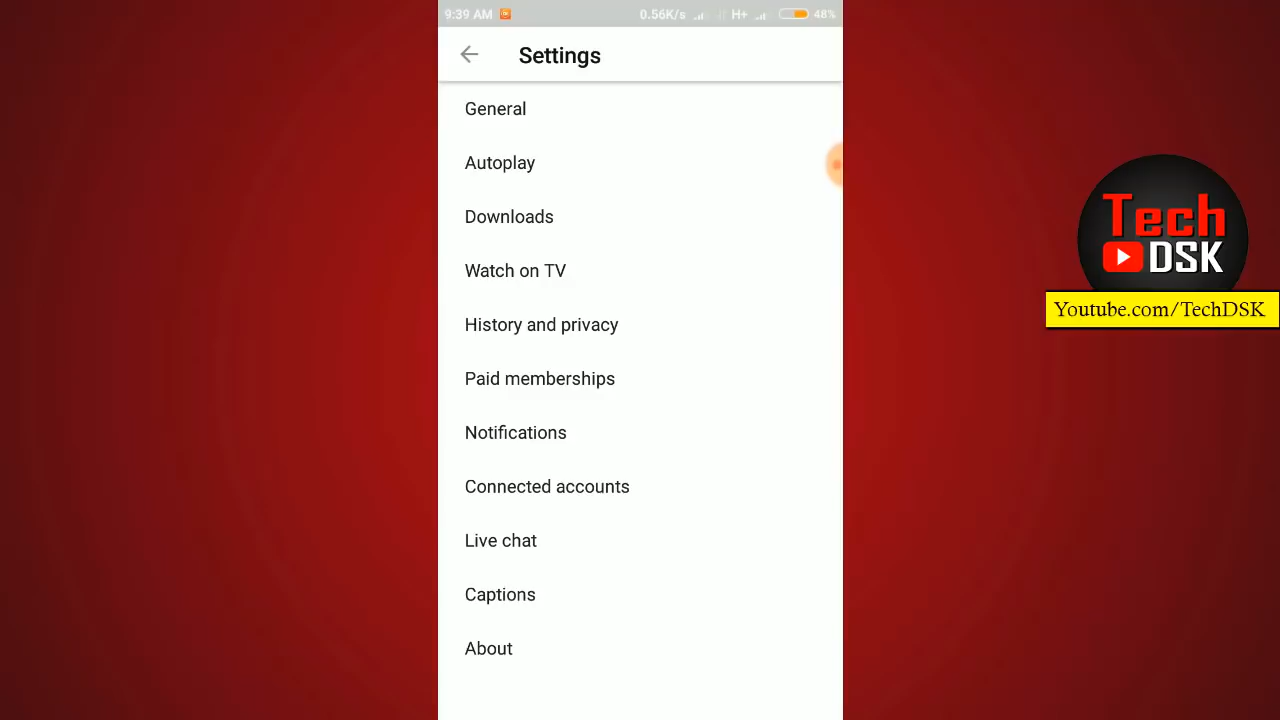 9:39 AM 0.56K/s H+ 48%
Settings
General
Autoplay
Downloads
Watch on TV
History and privacy
Paid memberships
Notifications
Connected accounts
Live chat
Captions
About
Tech
DSK
Youtube.com/TechDSK